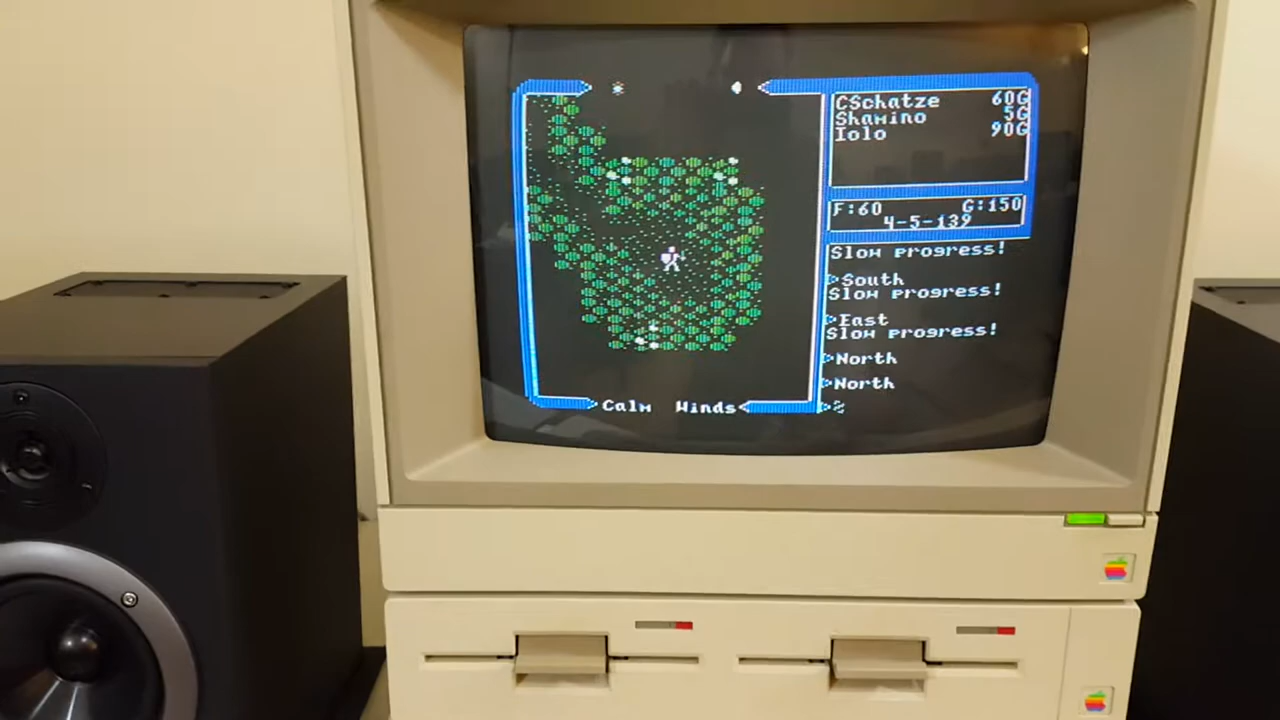 CSchatze 60G
Shamino 5G
Iolo 90G
F:60 G:150
4-5-139
Slow progress!
South
Slow progress!
East
Slow progress!
North
North
Calm Winds